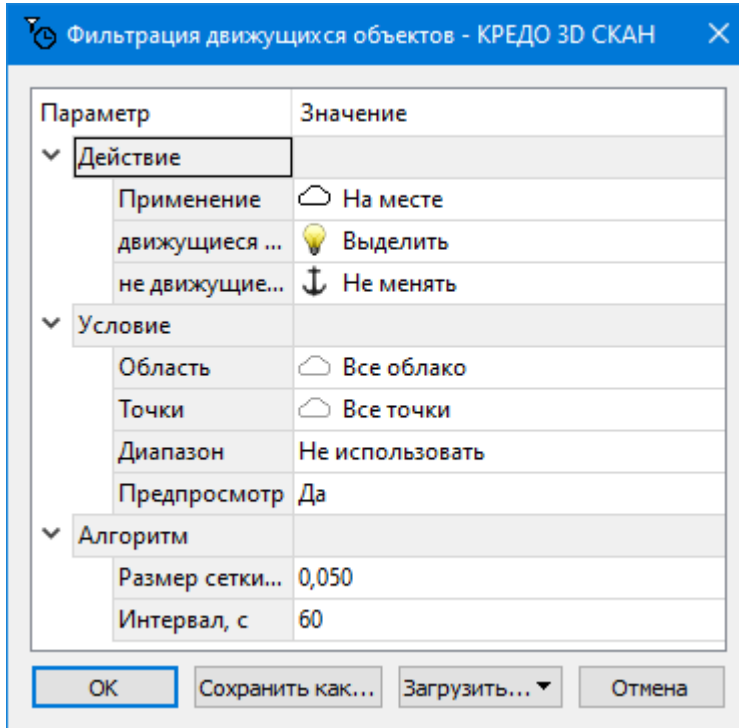 Фильтрация движущихся объектов - КРЕДО 3D СКАН
Параметр Значение
Действие
Применение На месте
движущиеся ... Выделить
не движущие... Не менять
Условие
Область Все облако
Точки Все точки
Диапазон Не использовать
Предпросмотр Да
Алгоритм
Размер сетки... 0,050
Интервал, с 60
ОК Сохранить как... Загрузить... Отмена